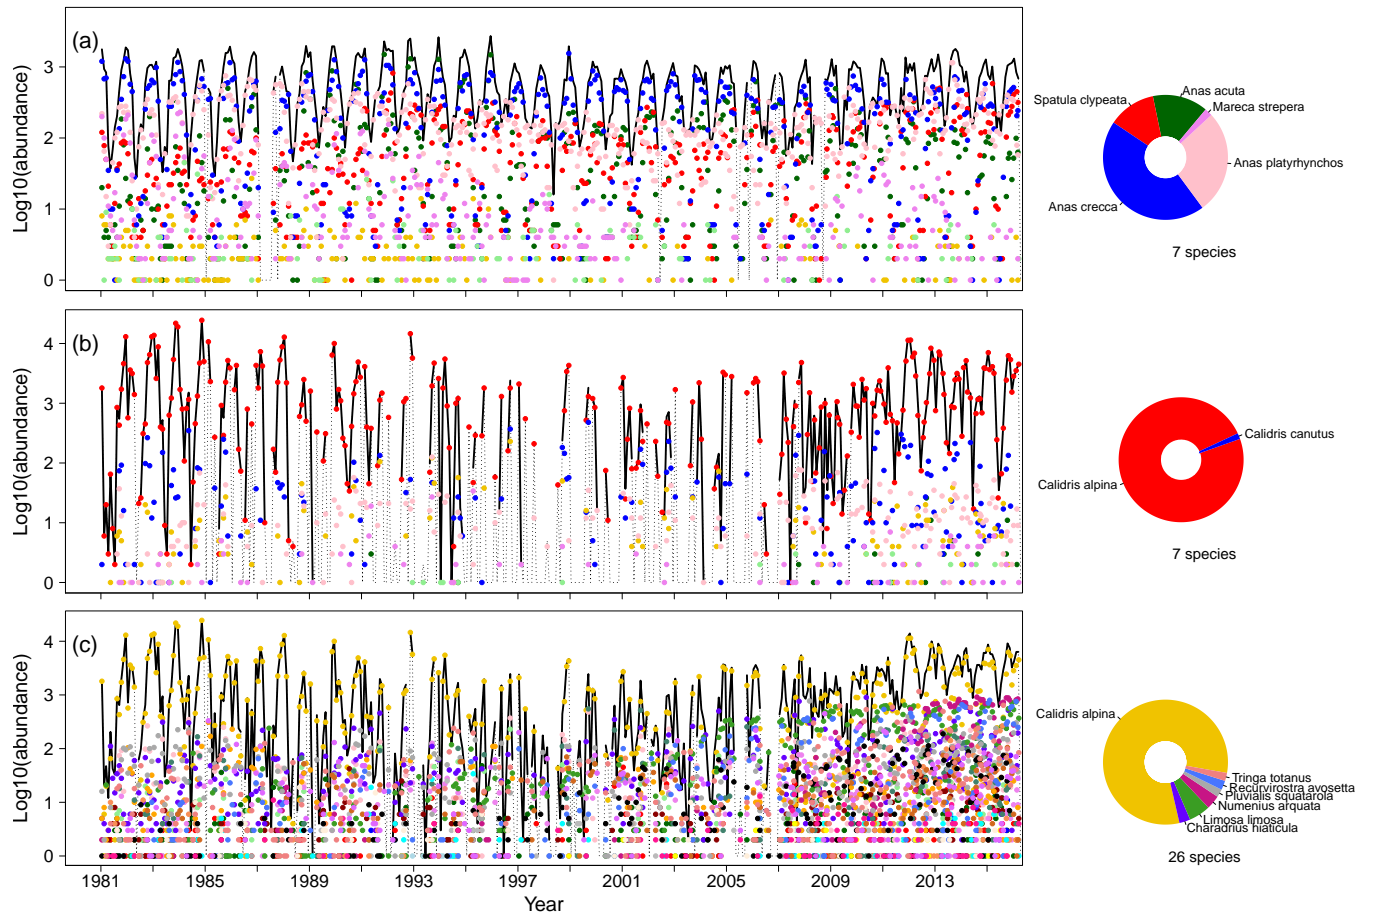 (a)
Log10(abundance)
3
2
1
0
Anas acuta
Spatula clypeata
Mareca strepera
Anas platyrhynchos
Anas crecca
7 species
(b)
Log10(abundance)
4
3
2
1
0
Calidris canutus
Calidris alpina
7 species
(c)
Log10(abundance)
4
3
2
1
0
Calidris alpina
Tringa totanus
Recurvirostra avosetta
Pluvialis squatarola
Numenius arquata
Limosa limosa
Charadrius hiaticula
26 species
1981 1985 1989 1993 1997 2001 2005 2009 2013
Year